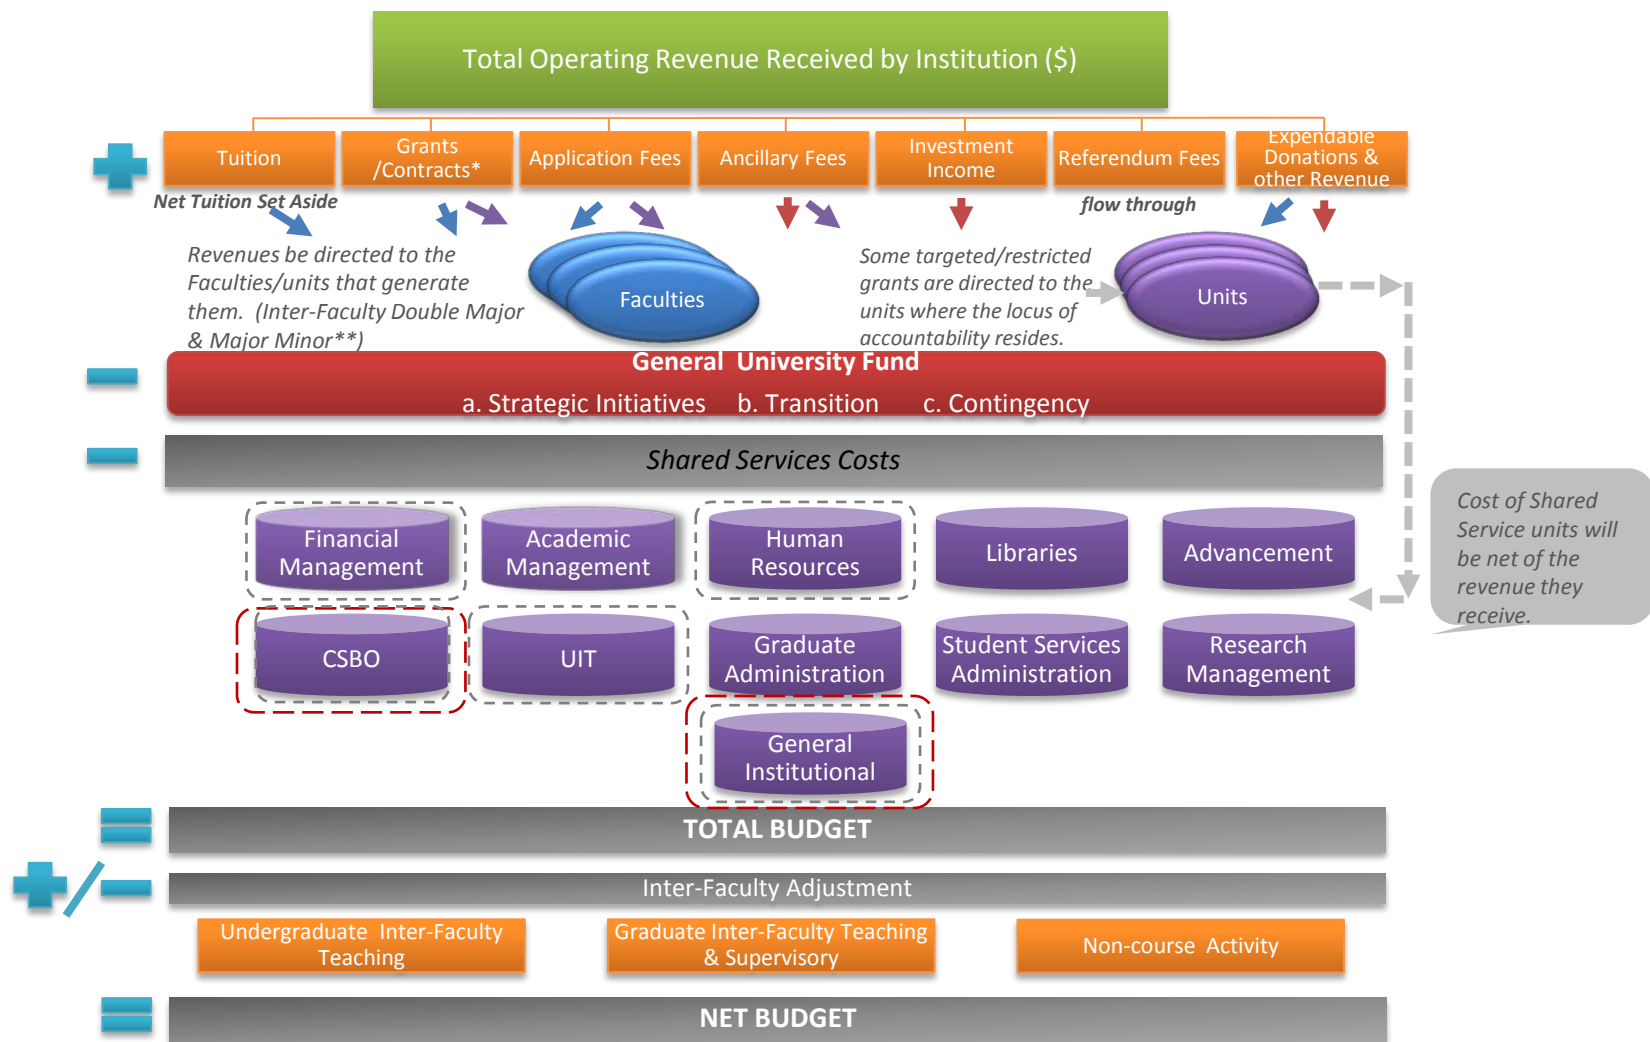 Total Operating Revenue Received by Institution ($)
Tuition
Grants
/Contracts*
Application Fees
Ancillary Fees
Investment
Income
Referendum Fees
Expendable
Donations &
other Revenue
Net Tuition Set Aside
flow through
Revenues be directed to the
Faculties/units that generate
them.  (Inter-Faculty Double Major
& Major Minor**)
Faculties
Some targeted/restricted
grants are directed to the
units where the locus of
accountability resides.
Units
General  University Fund
a. Strategic Initiatives    b. Transition    c. Contingency
Shared Services Costs
Financial
Management
Academic
Management
Human
Resources
Libraries
Advancement
Cost of Shared
Service units will
be net of the
revenue they
receive.
CSBO
UIT
Graduate
Administration
Student Services
Administration
Research
Management
General
Institutional
TOTAL BUDGET
Inter-Faculty Adjustment
Undergraduate  Inter-Faculty
Teaching
Graduate Inter-Faculty Teaching
& Supervisory
Non-course  Activity
NET BUDGET